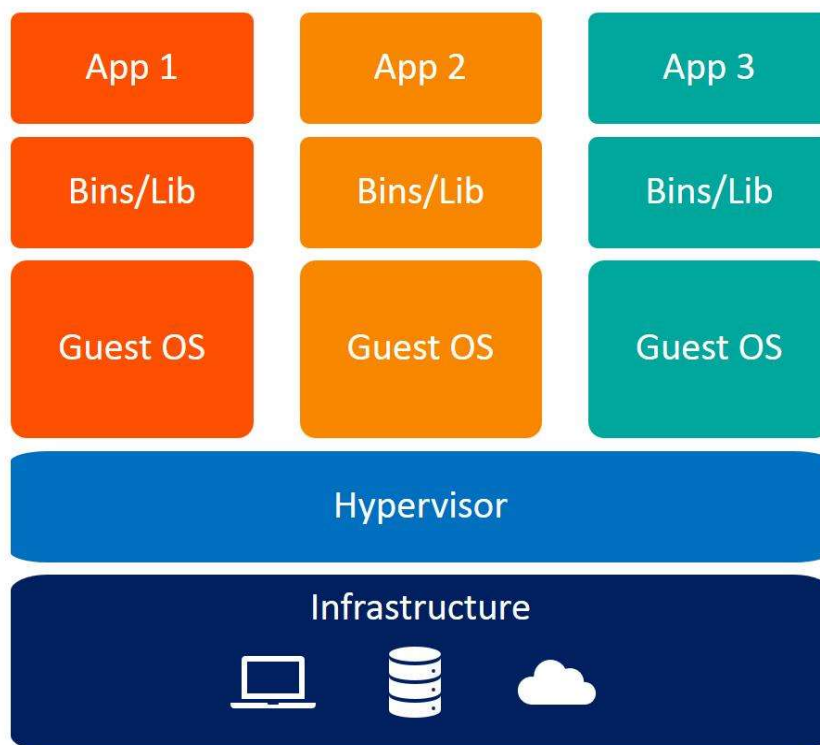 App 1
App 2
App 3
Bins/Lib
Bins/Lib
Bins/Lib
Guest OS
Guest OS
Guest OS
Hypervisor
Infrastructure